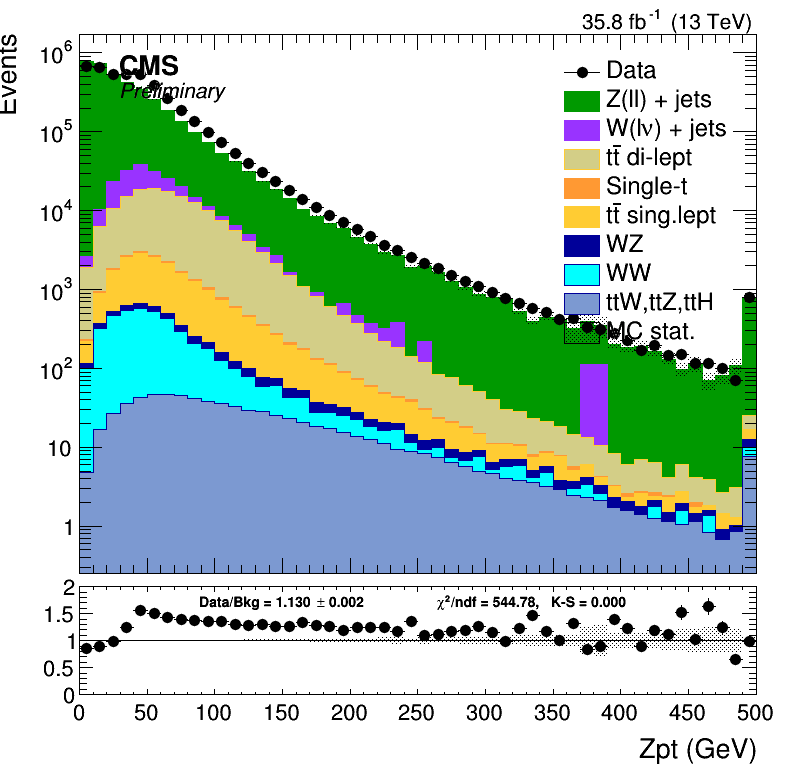 35.8 fb⁻¹ (13 TeV)
Events
CMS
Preliminary
Data
Z(ll) + jets
W(lν) + jets
tt̄ di-lept
Single-t
tt̄ sing.lept
WZ
WW
ttW,ttZ,ttH
MC stat.
10⁶
10⁵
10⁴
10³
10²
10
1
Data/Bkg = 1.130 ± 0.002 χ²/ndf = 544.78, K-S = 0.000
2
1.5
1
0.5
0
0 50 100 150 200 250 300 350 400 450 500
Zpt (GeV)